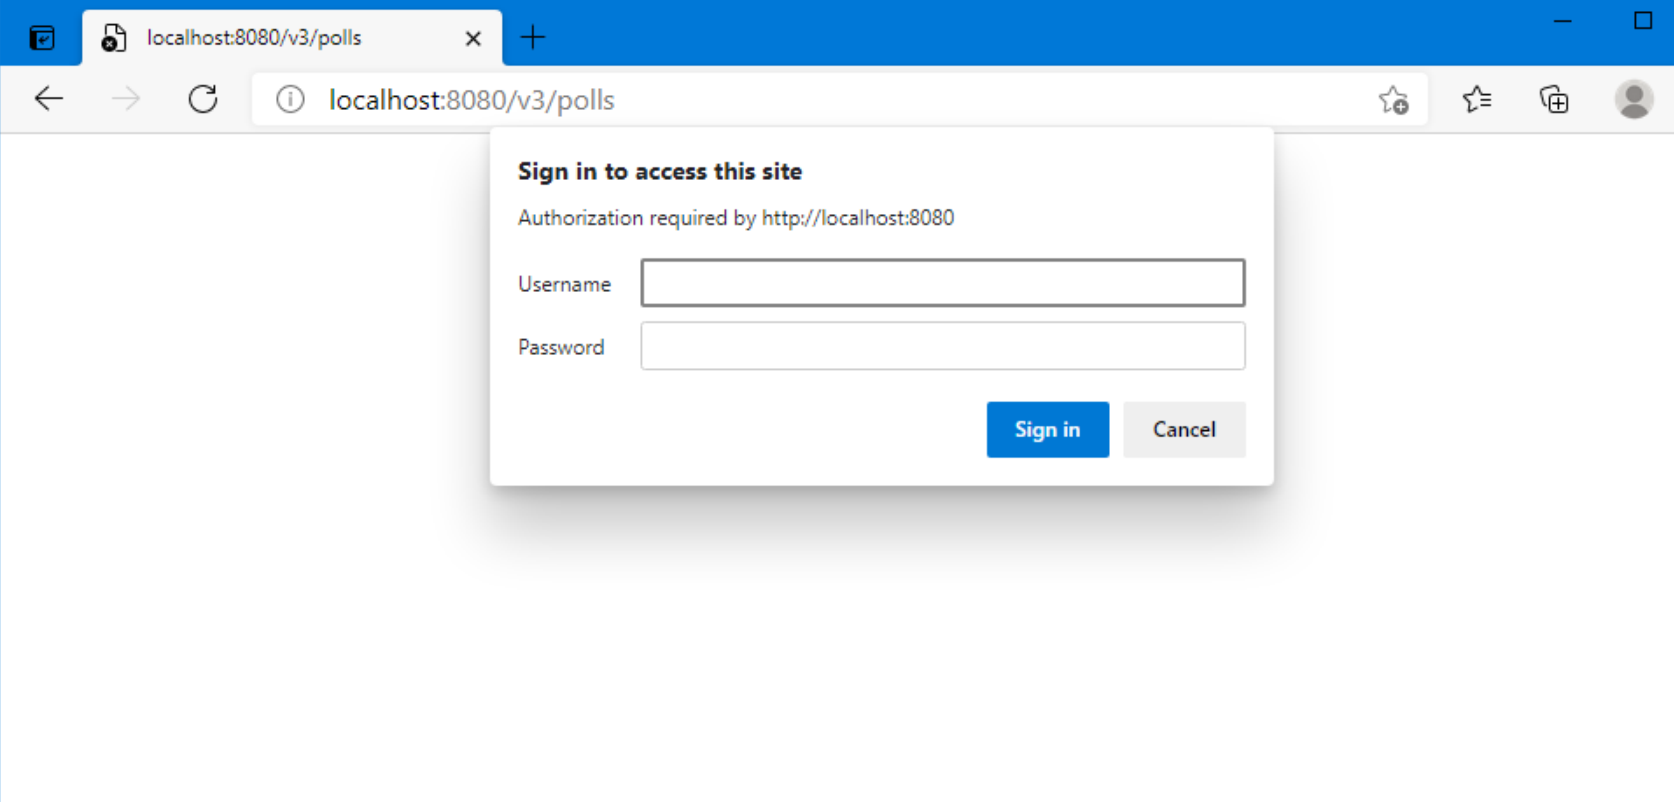 localhost:8080/v3/polls
localhost:8080/v3/polls
Sign in to access this site
Authorization required by http://localhost:8080
Username
Password
Sign in Cancel